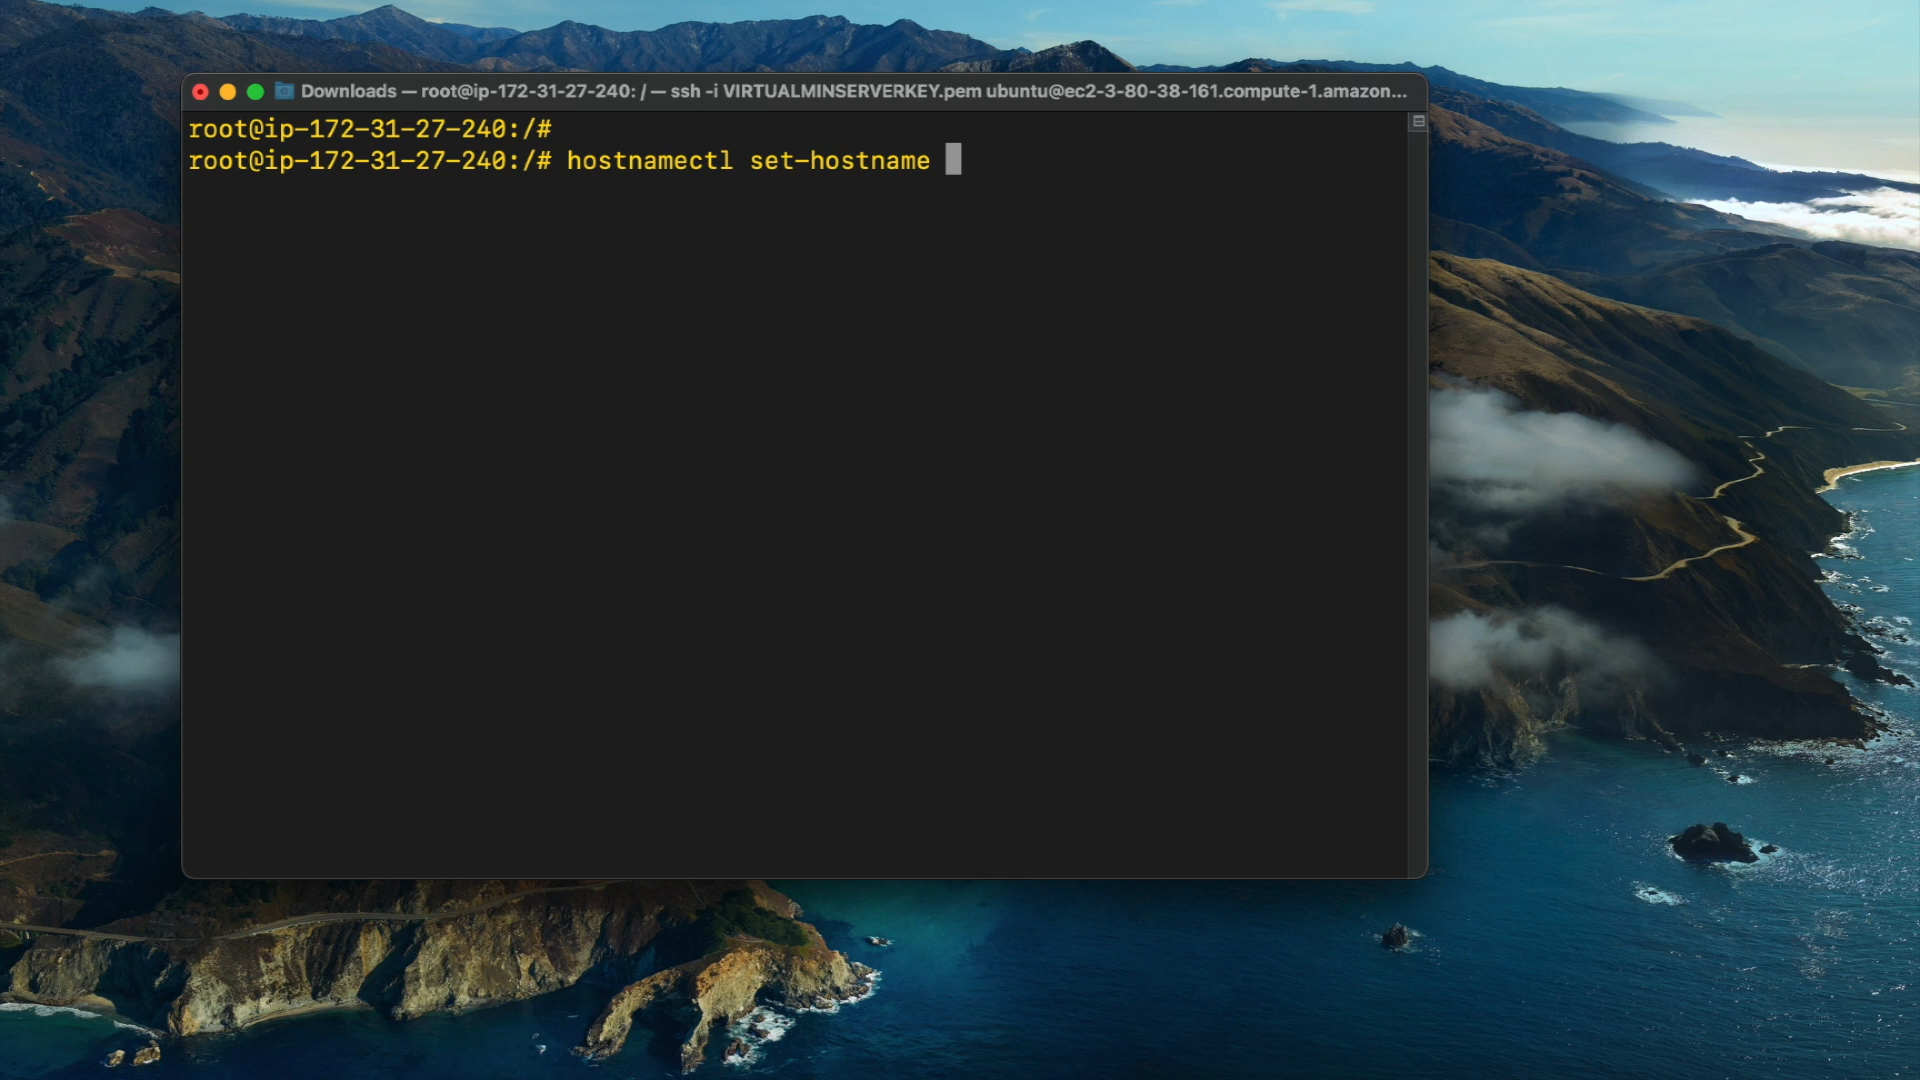 Downloads — root@ip-172-31-27-240: / — ssh -i VIRTUALMINSERVERKEY.pem ubuntu@ec2-3-80-38-161.compute-1.amazon...
root@ip-172-31-27-240:/#
root@ip-172-31-27-240:/# hostnamectl set-hostname